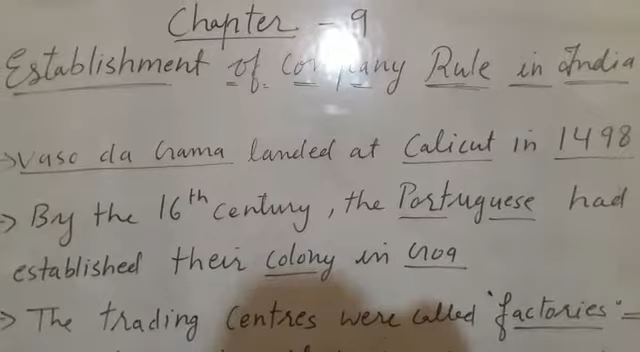 Chapter - 9
Establishment of Company Rule in India
→ Vaso da Gama landed at Calicut in 1498
→ By the 16th century, the Portuguese had
established their colony in Goa
→ The trading Centres were called "factories" =